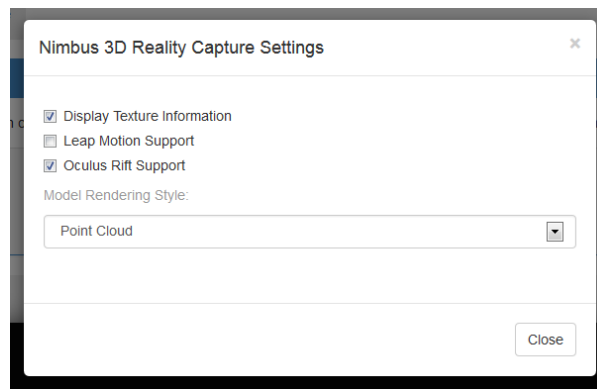 Nimbus 3D Reality Capture Settings ×
Display Texture Information
Leap Motion Support
Oculus Rift Support
Model Rendering Style:
Point Cloud
Close